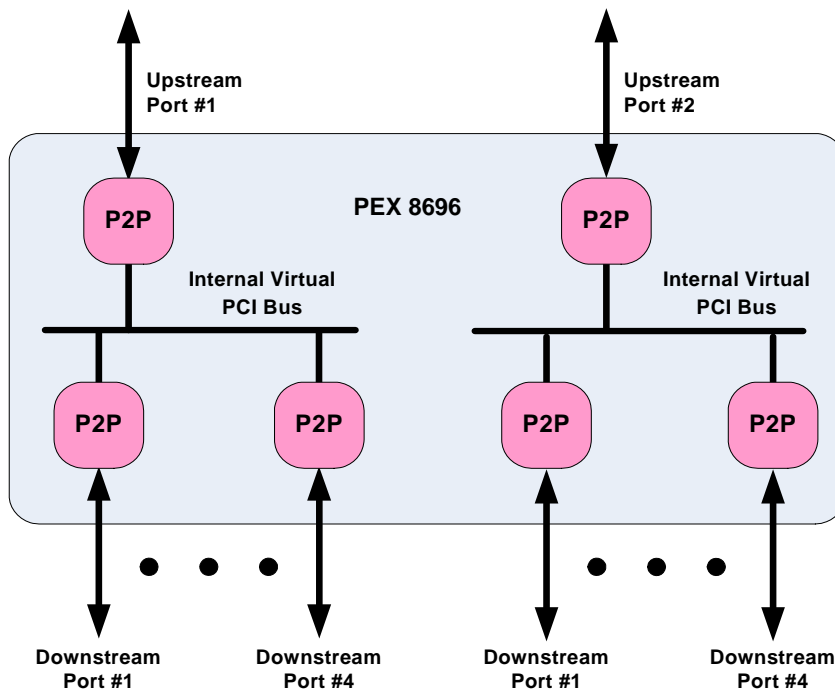 Upstream
Port #1
Upstream
Port #2
P2P
PEX 8696
P2P
Internal Virtual
PCI Bus
Internal Virtual
PCI Bus
P2P
P2P
P2P
P2P
Downstream
Port #1
Downstream
Port #4
Downstream
Port #1
Downstream
Port #4